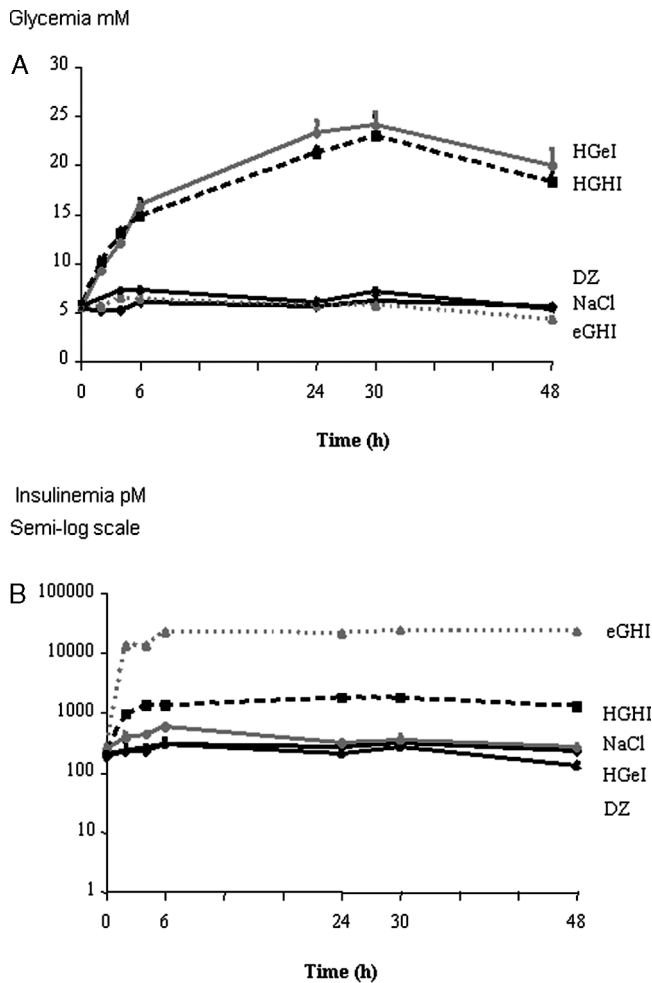 Glycemia mM
A
30
25
20
15
10
5
0
HGeI
HGHI
DZ
NaCl
eGHI
0 6 24 30 48
Time (h)
Insulinemia pM
Semi-log scale
B
100000
10000
1000
100
10
1
eGHI
HGHI
NaCl
HGeI
DZ
0 6 24 30 48
Time (h)